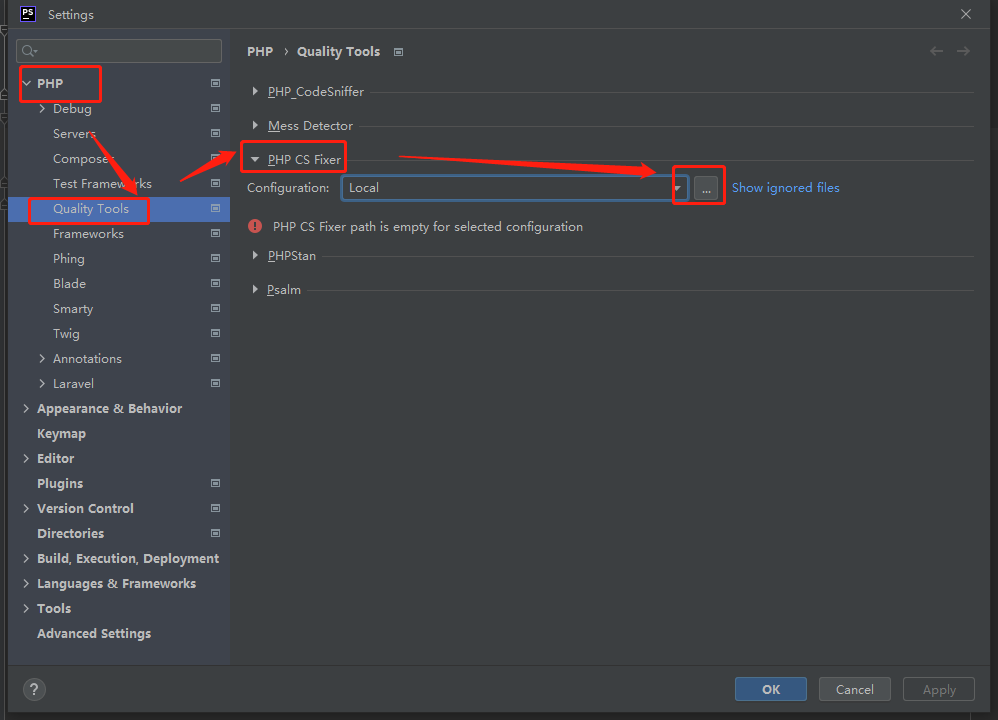 PS Settings
PHP › Quality Tools
PHP
Debug
Servers
Composer
Test Frameworks
Quality Tools
Frameworks
Phing
Blade
Smarty
Twig
Annotations
Laravel
Appearance & Behavior
Keymap
Editor
Plugins
Version Control
Directories
Build, Execution, Deployment
Languages & Frameworks
Tools
Advanced Settings
PHP_CodeSniffer
Mess Detector
PHP CS Fixer
Configuration: Local ... Show ignored files
! PHP CS Fixer path is empty for selected configuration
PHPStan
Psalm
? OK Cancel Apply